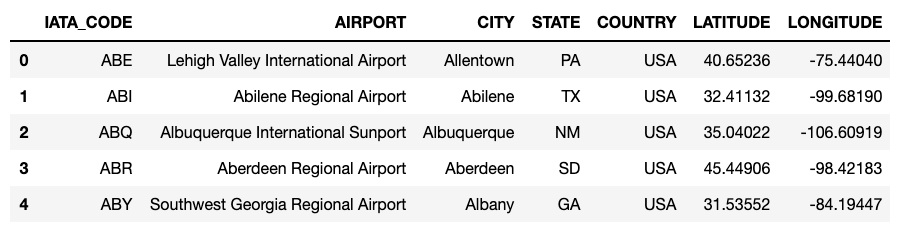 IATA_CODE AIRPORT CITY STATE COUNTRY LATITUDE LONGITUDE
0 ABE Lehigh Valley International Airport Allentown PA USA 40.65236 -75.44040
1 ABI Abilene Regional Airport Abilene TX USA 32.41132 -99.68190
2 ABQ Albuquerque International Sunport Albuquerque NM USA 35.04022 -106.60919
3 ABR Aberdeen Regional Airport Aberdeen SD USA 45.44906 -98.42183
4 ABY Southwest Georgia Regional Airport Albany GA USA 31.53552 -84.19447